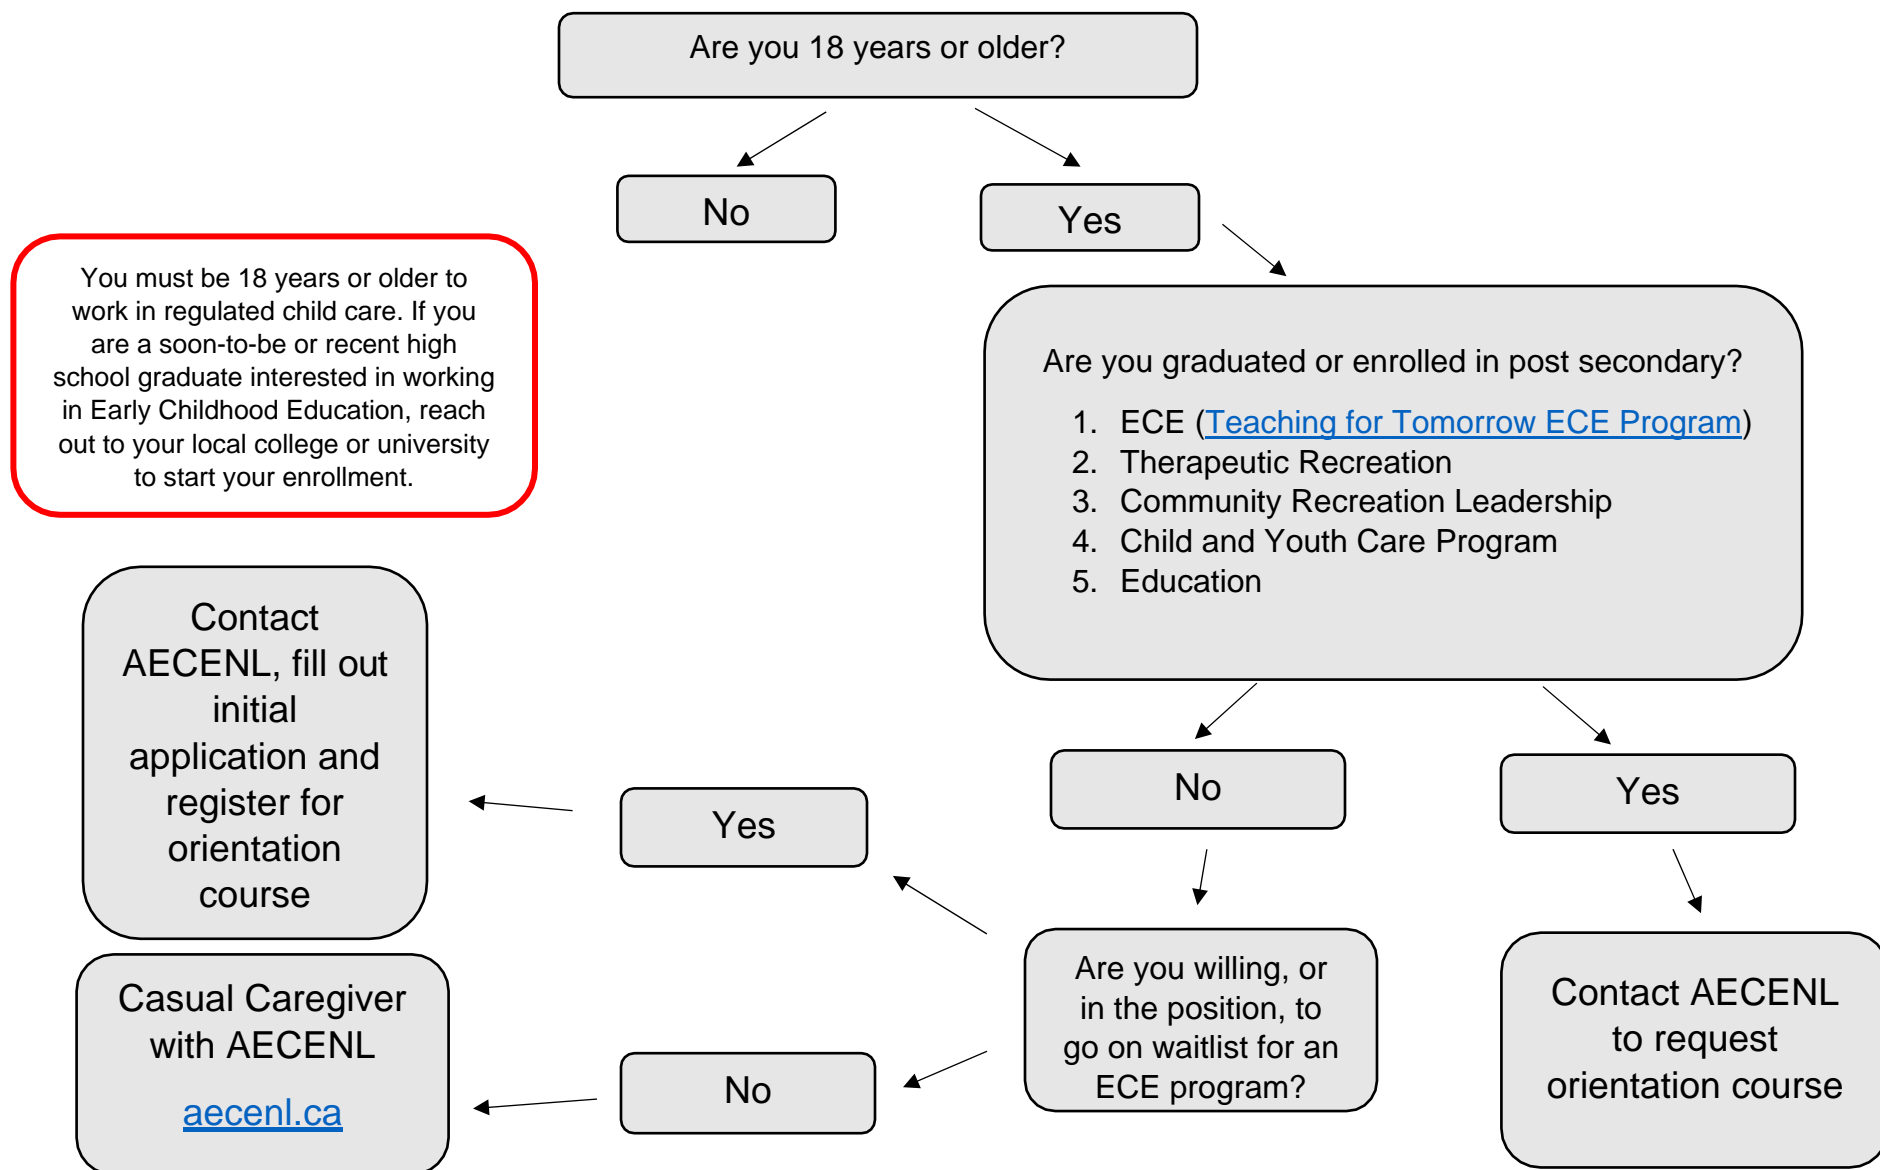 Are you 18 years or older?
No
Yes
You must be 18 years or older to
work in regulated child care. If you
are a soon-to-be or recent high
school graduate interested in working
in Early Childhood Education, reach
out to your local college or university
to start your enrollment.
Are you graduated or enrolled in post secondary?
1. ECE (Teaching for Tomorrow ECE Program)
2. Therapeutic Recreation
3. Community Recreation Leadership
4. Child and Youth Care Program
5. Education
No
Yes
Contact
AECENL, fill out
initial
application and
register for
orientation
course
Yes
Are you willing, or
in the position, to
go on waitlist for an
ECE program?
Contact AECENL
to request
orientation course
No
Casual Caregiver
with AECENL
aecenl.ca